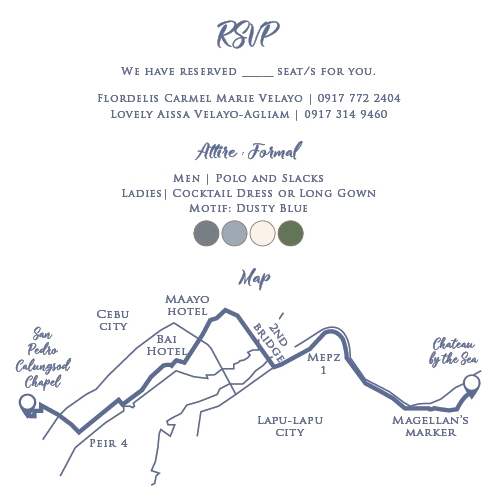 RSVP
We have reserved _____ seat/s for you.
Flordelis Carmel Marie Velayo | 0917 772 2404
Lovely Aissa Velayo-Agliam | 0917 314 9460
Attire : Formal
Men | Polo and Slacks
Ladies| Cocktail Dress or Long Gown
Motif: Dusty Blue
Map
San
Pedro
Calungsod
Chapel
Cebu
City
MAayo
Hotel
Bai
Hotel
2nd
Bridge
Mepz
1
Chateau
by the Sea
Peir 4
Lapu-Lapu
City
Magellan's
Marker